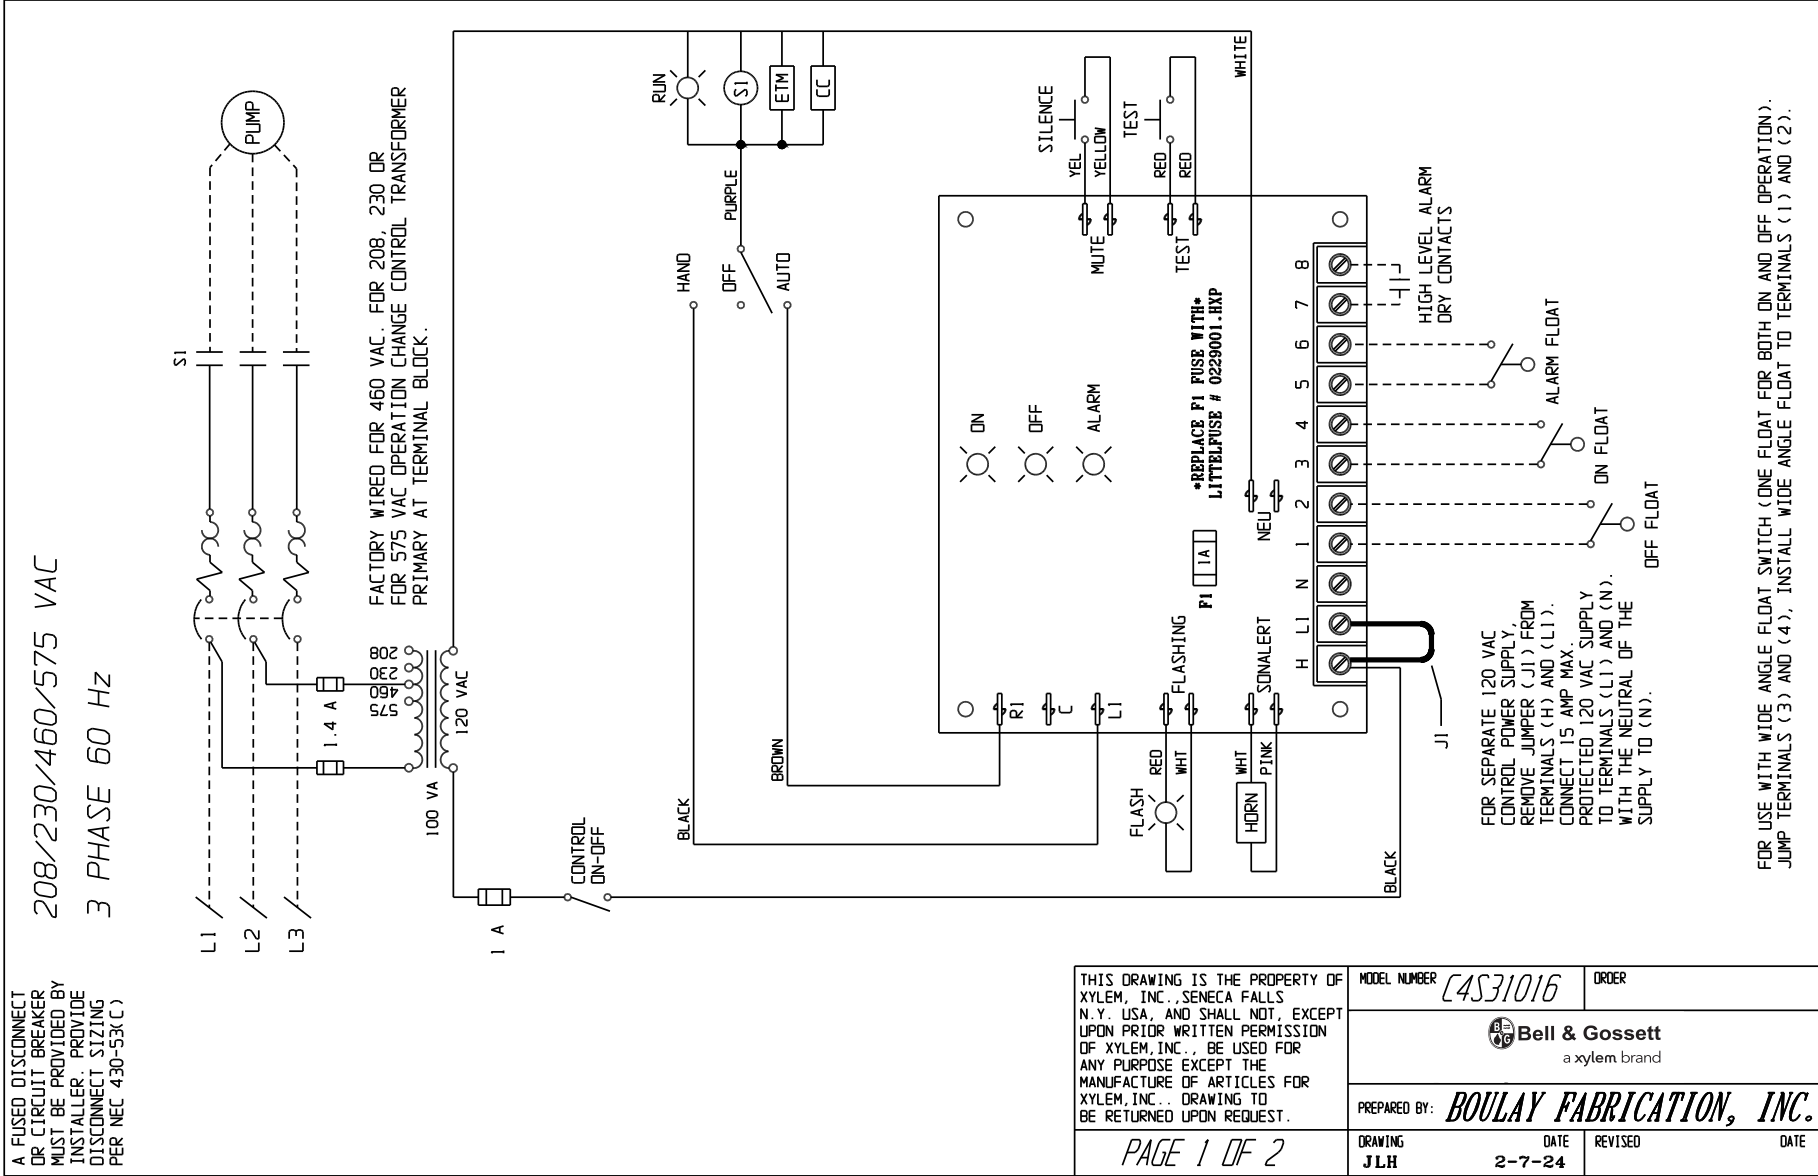 208/230/460/575 VAC
3 PHASE 60 Hz
A FUSED DISCONNECT
OR CIRCUIT BREAKER
MUST BE PROVIDED BY
INSTALLER. PROVIDE
DISCONNECT SIZING
PER NEC 430-53(C)
L1
L2
L3
S1
PUMP
FACTORY WIRED FOR 460 VAC. FOR 208, 230 OR
FOR 575 VAC OPERATION CHANGE CONTROL TRANSFORMER
PRIMARY AT TERMINAL BLOCK.
208
230
460
575
1.4 A
120 VAC
100 VA
1 A
CONTROL
ON-OFF
RUN
S1
ETM
CC
PURPLE
HAND
OFF
AUTO
BLACK
BROWN
WHITE
SILENCE
YEL
YELLOW
TEST
RED
RED
MUTE
TEST
ON
OFF
ALARM
*REPLACE F1 FUSE WITH*
LITTELFUSE # 0229001.HXP
F1
1A
NEU
R1
C
L1
FLASHING
SONALERT
FLASH
RED
WHT
HORN
WHT
PINK
BLACK
8
7
6
5
4
3
2
1
N
L1
H
HIGH LEVEL ALARM
DRY CONTACTS
ALARM FLOAT
ON FLOAT
OFF FLOAT
J1
FOR SEPARATE 120 VAC
CONTROL POWER SUPPLY,
REMOVE JUMPER (J1) FROM
TERMINALS (H) AND (L1).
CONNECT 15 AMP MAX.
PROTECTED 120 VAC SUPPLY
TO TERMINALS (L1) AND (N).
WITH THE NEUTRAL OF THE
SUPPLY TO (N).
FOR USE WITH WIDE ANGLE FLOAT SWITCH (ONE FLOAT FOR BOTH ON AND OFF OPERATION).
JUMP TERMINALS (3) AND (4), INSTALL WIDE ANGLE FLOAT TO TERMINALS (1) AND (2).
THIS DRAWING IS THE PROPERTY OF
XYLEM, INC.,SENECA FALLS
N.Y. USA, AND SHALL NOT, EXCEPT
UPON PRIOR WRITTEN PERMISSION
OF XYLEM,INC., BE USED FOR
ANY PURPOSE EXCEPT THE
MANUFACTURE OF ARTICLES FOR
XYLEM,INC.. DRAWING TO
BE RETURNED UPON REQUEST.
PAGE 1 OF 2
MODEL NUMBER C4S31016
ORDER
B&G Bell & Gossett
a xylem brand
PREPARED BY: BOULAY FABRICATION, INC.
DRAWING DATE REVISED DATE
JLH 2-7-24